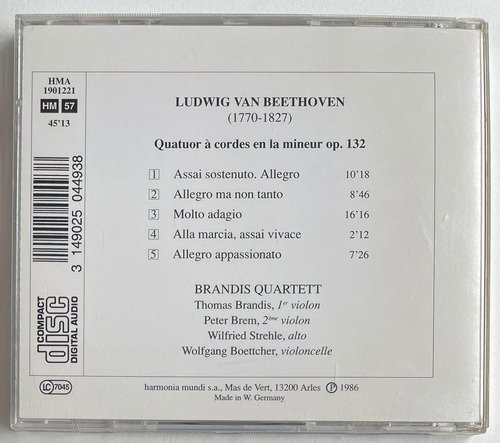 HMA
1901221
HM 57
45'13
3 149025 044938
COMPACT
disc
DIGITAL AUDIO
LC 7045
LUDWIG VAN BEETHOVEN
(1770-1827)
Quatuor à cordes en la mineur op. 132
1 Assai sostenuto. Allegro 10'18
2 Allegro ma non tanto 8'46
3 Molto adagio 16'16
4 Alla marcia, assai vivace 2'12
5 Allegro appassionato 7'26
BRANDIS QUARTETT
Thomas Brandis, 1er violon
Peter Brem, 2ème violon
Wilfried Strehle, alto
Wolfgang Boettcher, violoncelle
harmonia mundi s.a., Mas de Vert, 13200 Arles Ⓟ 1986
Made in W. Germany